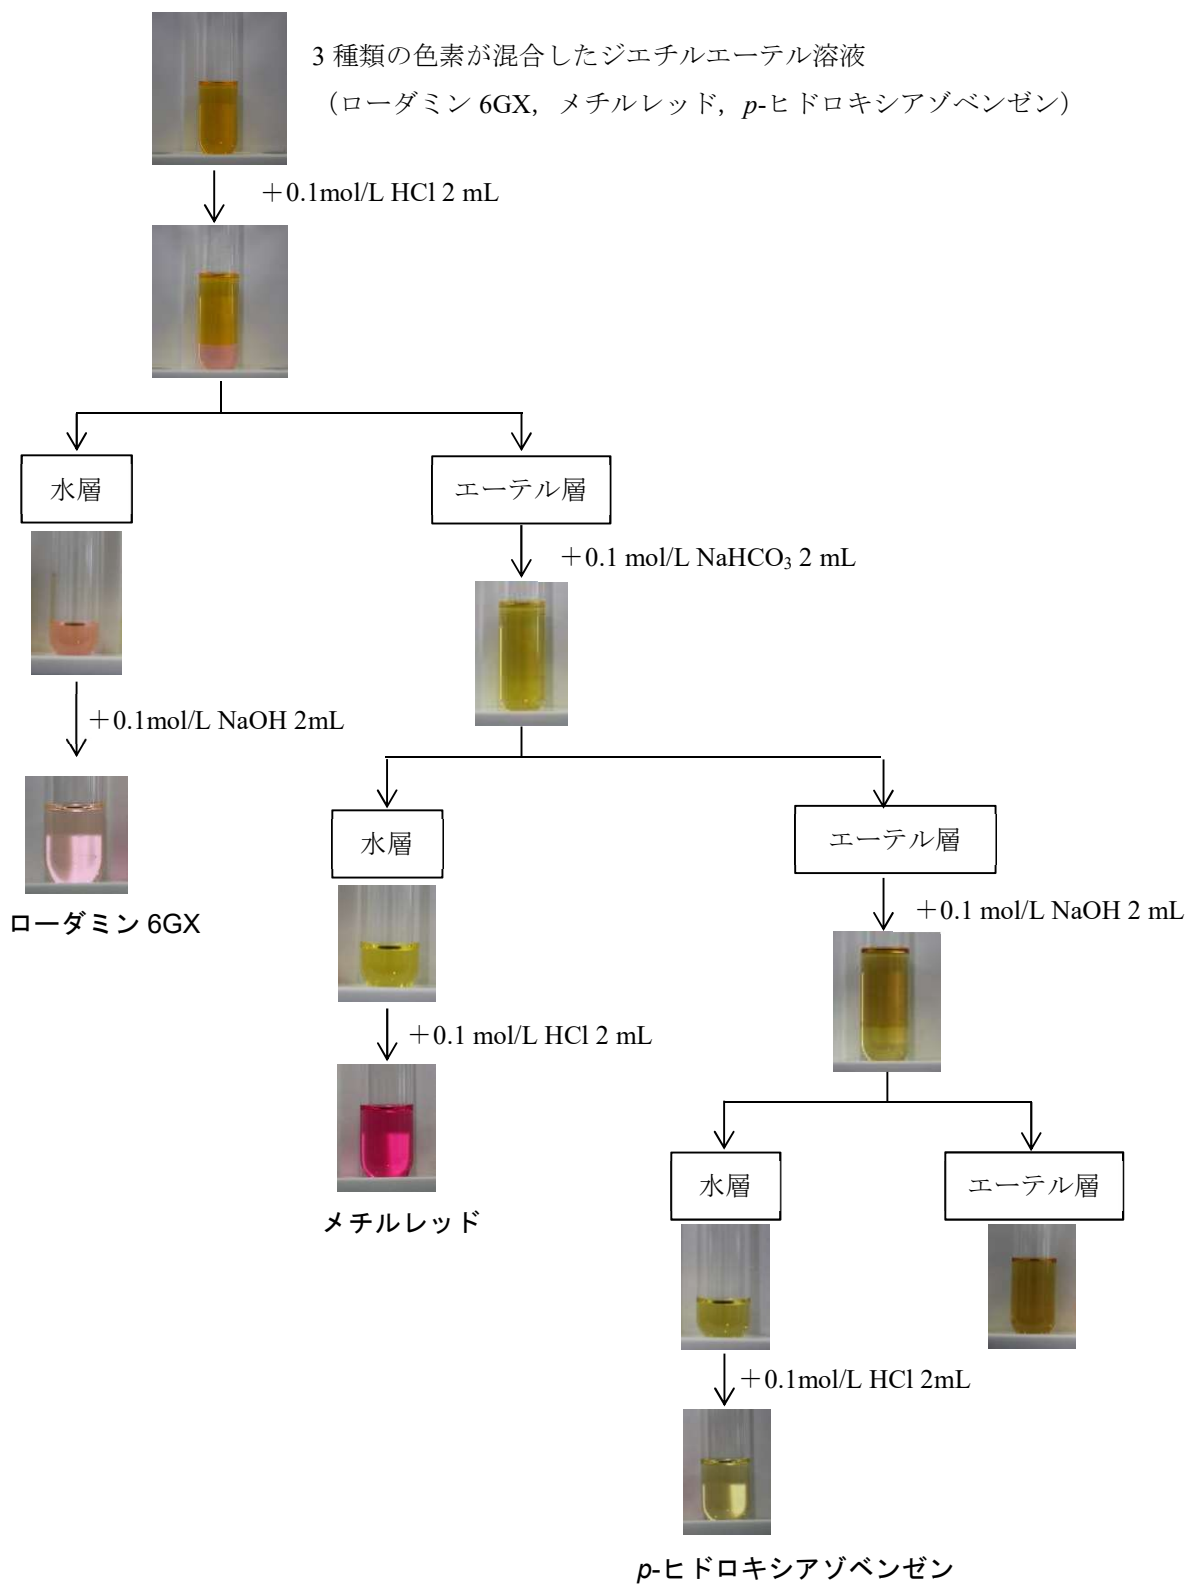 3 種類の色素が混合したジエチルエーテル溶液
（ローダミン 6GX，メチルレッド，p-ヒドロキシアゾベンゼン）
＋0.1mol/L HCl 2 mL
水層
エーテル層
＋0.1 mol/L NaHCO₃ 2 mL
＋0.1mol/L NaOH 2mL
ローダミン 6GX
水層
エーテル層
＋0.1 mol/L NaOH 2 mL
＋0.1 mol/L HCl 2 mL
メチルレッド
水層
エーテル層
＋0.1mol/L HCl 2mL
p-ヒドロキシアゾベンゼン